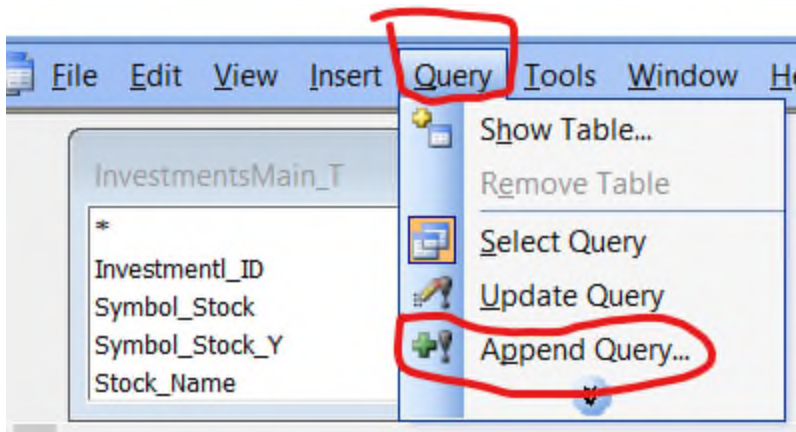 File Edit View Insert Query Tools Window
Show Table...
Remove Table
Select Query
Update Query
Append Query...
InvestmentsMain_T
*
Investmentl_ID
Symbol_Stock
Symbol_Stock_Y
Stock_Name